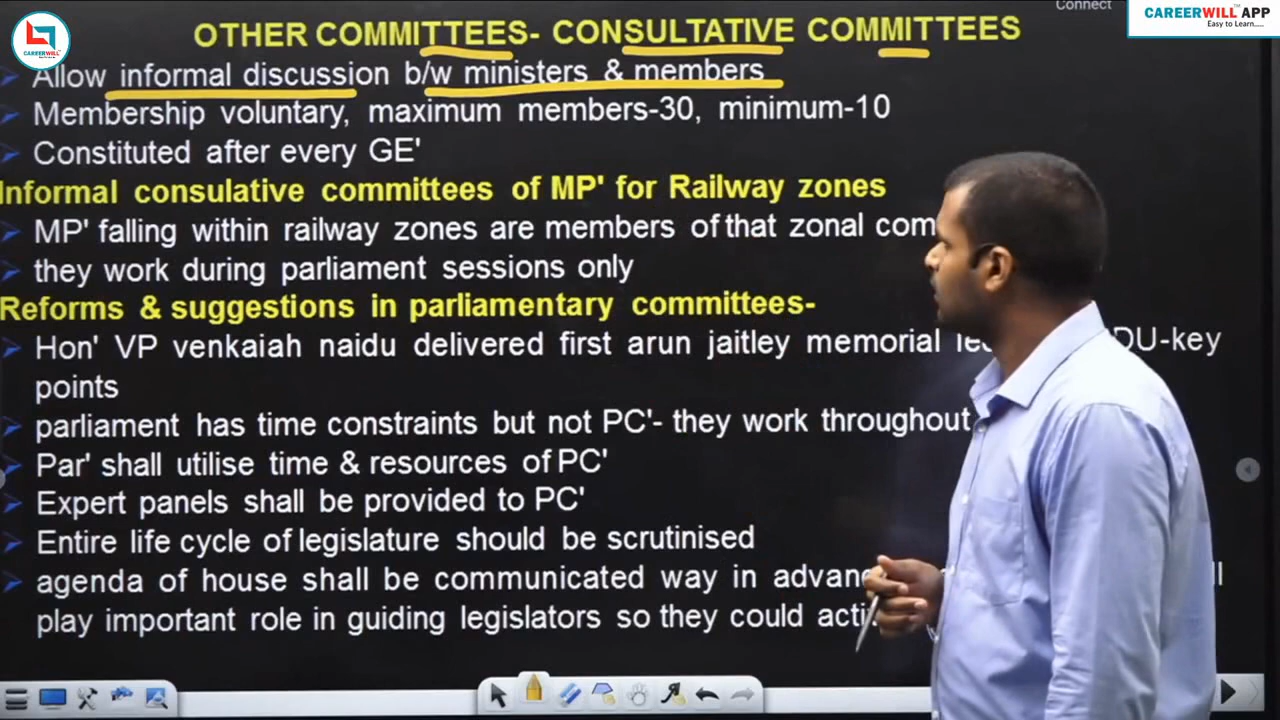 Connect
CAREERWILL APP
Easy to Learn.....
CAREERWILL
OTHER COMMITTEES- CONSULTATIVE COMMITTEES
Allow informal discussion b/w ministers & members
Membership voluntary, maximum members-30, minimum-10
Constituted after every GE'
Informal consulative committees of MP' for Railway zones
MP' falling within railway zones are members of that zonal com
they work during parliament sessions only
Reforms & suggestions in parliamentary committees-
Hon' VP venkaiah naidu delivered first arun jaitley memorial DU-key
points
parliament has time constraints but not PC'- they work throughout
Par' shall utilise time & resources of PC'
Expert panels shall be provided to PC'
Entire life cycle of legislature should be scrutinised
agenda of house shall be communicated way in advan
play important role in guiding legislators so they could acti